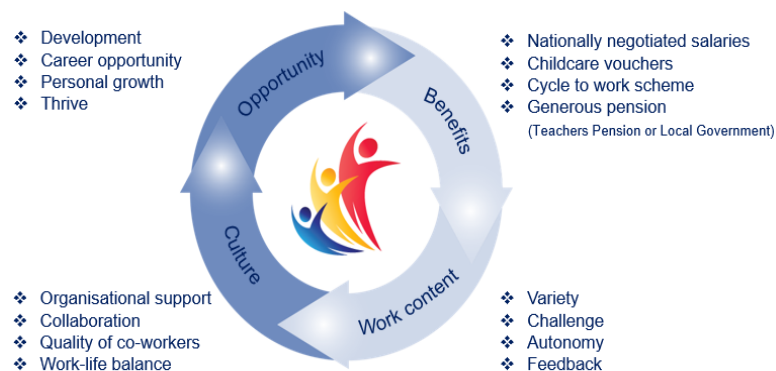 ❖ Development
❖ Career opportunity
❖ Personal growth
❖ Thrive
Opportunity
❖ Nationally negotiated salaries
❖ Childcare vouchers
❖ Cycle to work scheme
❖ Generous pension
(Teachers Pension or Local Government)
Benefits
Culture
❖ Organisational support
❖ Collaboration
❖ Quality of co-workers
❖ Work-life balance
Work content
❖ Variety
❖ Challenge
❖ Autonomy
❖ Feedback